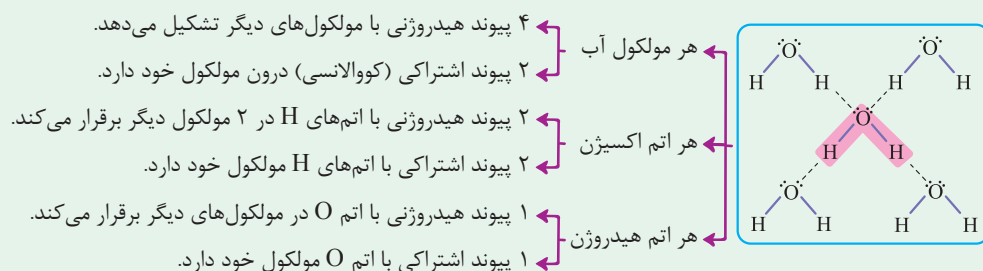 هر مولکول آب
۴ پیوند هیدروژنی با مولکول‌های دیگر تشکیل می‌دهد.
۲ پیوند اشتراکی (کووالانسی) درون مولکول خود دارد.
هر اتم اکسیژن
۲ پیوند هیدروژنی با اتم‌های H در ۲ مولکول دیگر برقرار می‌کند.
۲ پیوند اشتراکی با اتم‌های H مولکول خود دارد.
هر اتم هیدروژن
۱ پیوند هیدروژنی با اتم O در مولکول‌های دیگر برقرار می‌کند.
۱ پیوند اشتراکی با اتم O مولکول خود دارد.
O O
H H H H
O
H H
O O
H H H H